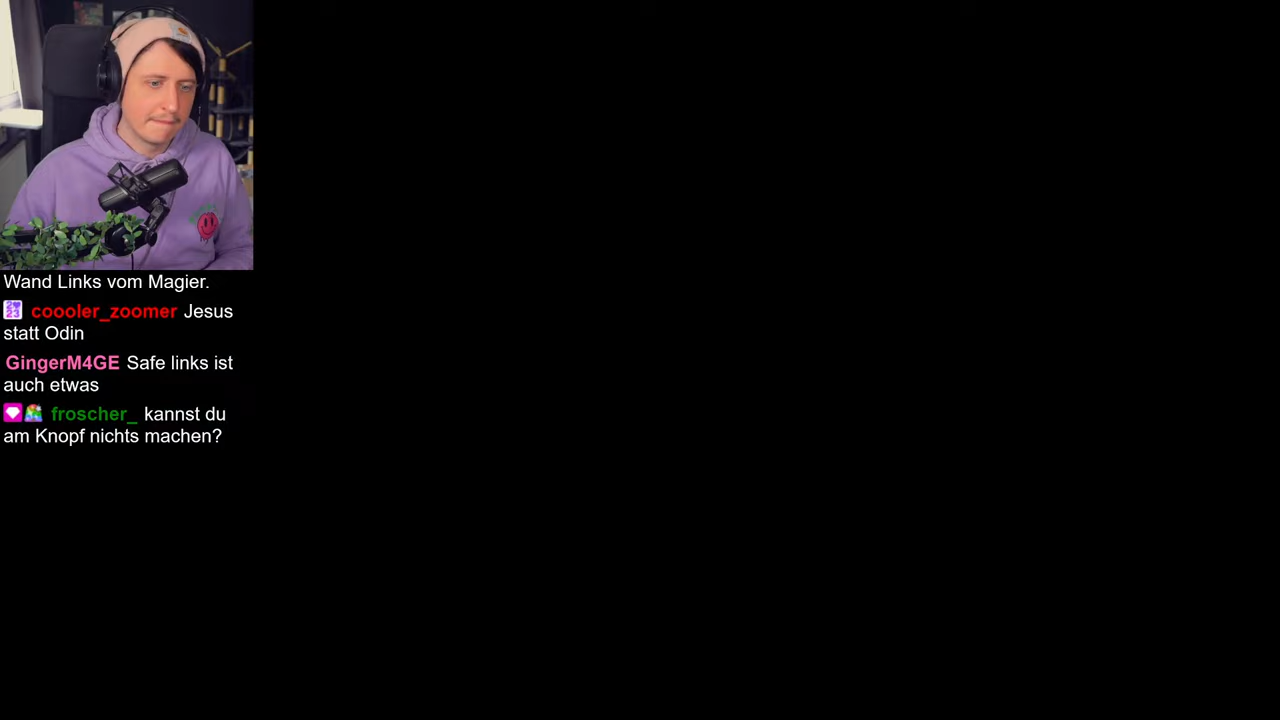 Wand Links vom Magier.
coooler_zoomer Jesus
statt Odin
GingerM4GE Safe links ist
auch etwas
froscher_ kannst du
am Knopf nichts machen?